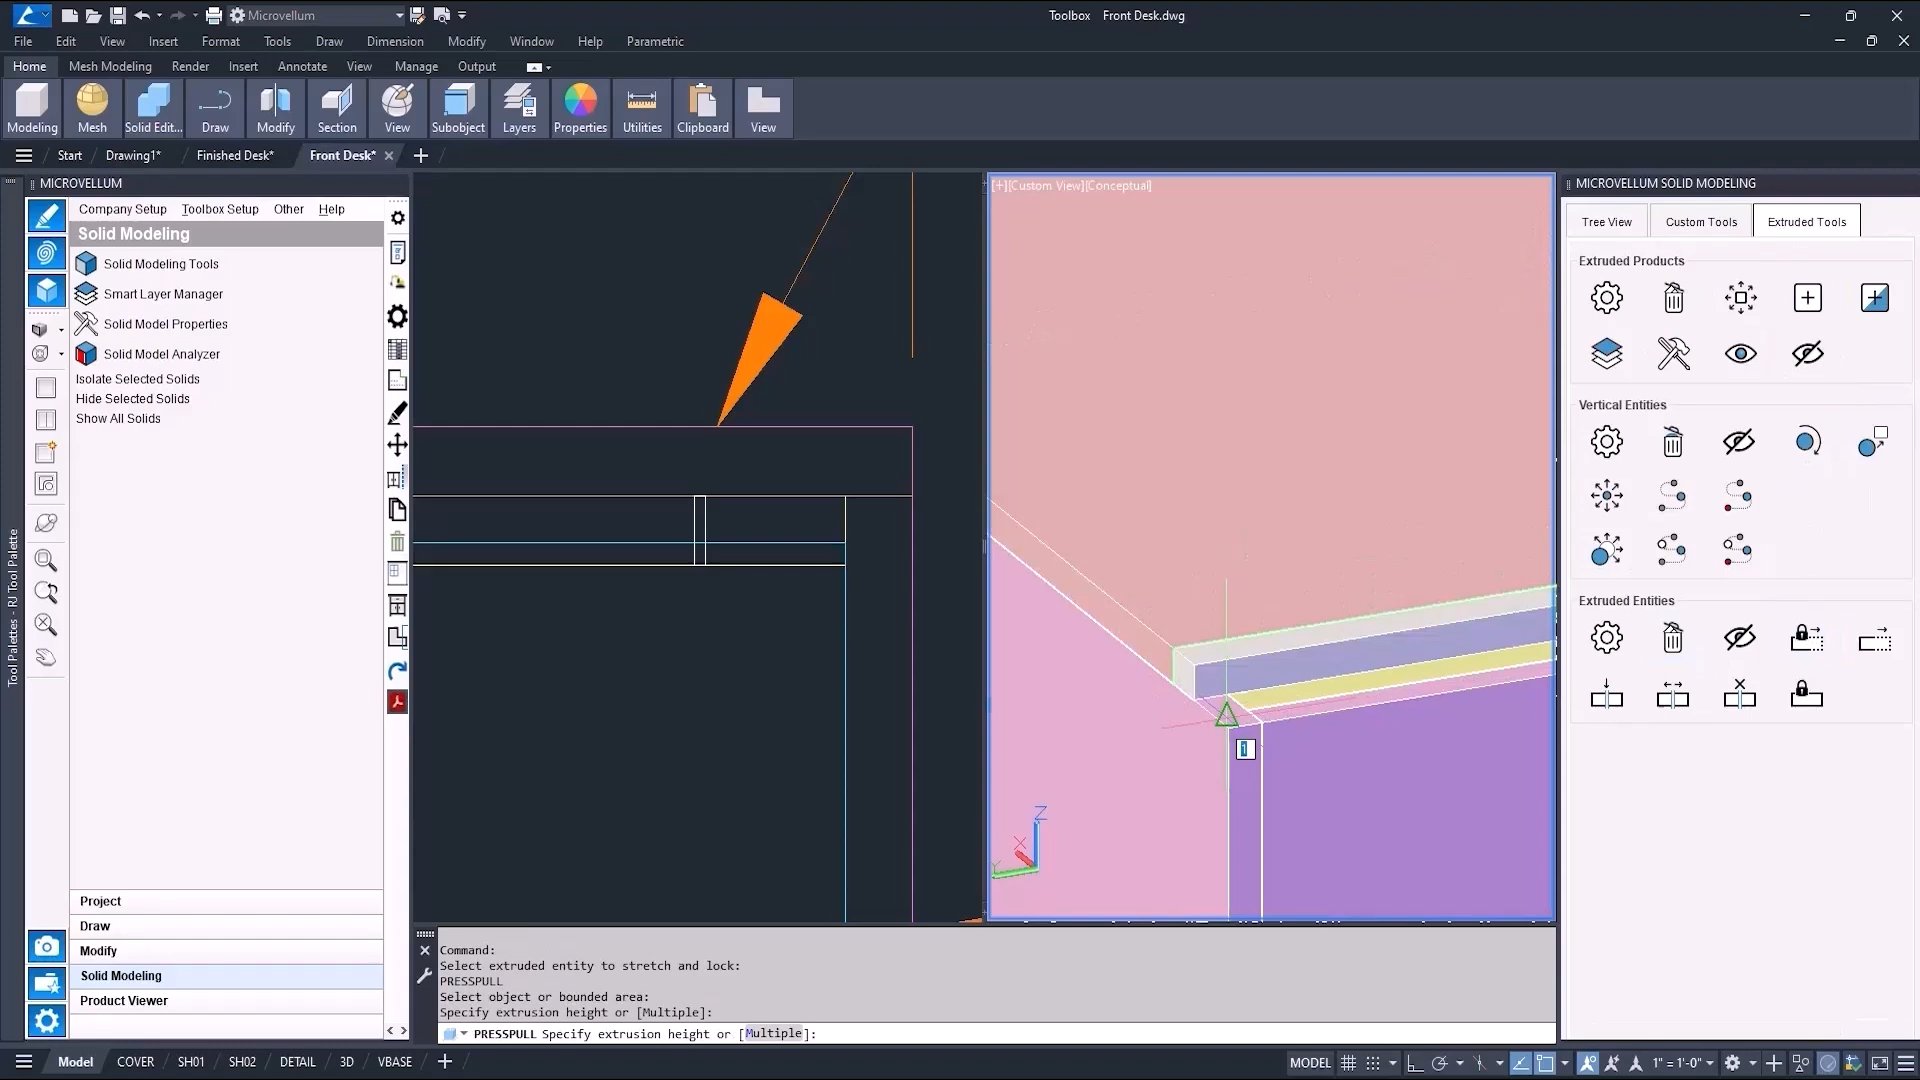 Microvellum
Toolbox Front Desk.dwg
File Edit View Insert Format Tools Draw Dimension Modify Window Help Parametric
Home Mesh Modeling Render Insert Annotate View Manage Output
Modeling Mesh Solid Edit... Draw Modify Section View Subobject Layers Properties Utilities Clipboard View
Start Drawing1* Finished Desk* Front Desk*
MICROVELLUM
Company Setup Toolbox Setup Other Help
Solid Modeling
Solid Modeling Tools
Smart Layer Manager
Solid Model Properties
Solid Model Analyzer
Isolate Selected Solids
Hide Selected Solids
Show All Solids
Tool Palettes - RJ Tool Palette
Project
Draw
Modify
Solid Modeling
Product Viewer
[+][Custom View][Conceptual]
1
Z
X
Y
MICROVELLUM SOLID MODELING
Tree View Custom Tools Extruded Tools
Extruded Products
Vertical Entities
Extruded Entities
Command:
Select extruded entity to stretch and lock:
PRESSPULL
Select object or bounded area:
Specify extrusion height or [Multiple]:
PRESSPULL Specify extrusion height or [Multiple]:
Model COVER SH01 SH02 DETAIL 3D VBASE
MODEL 1" = 1'-0"